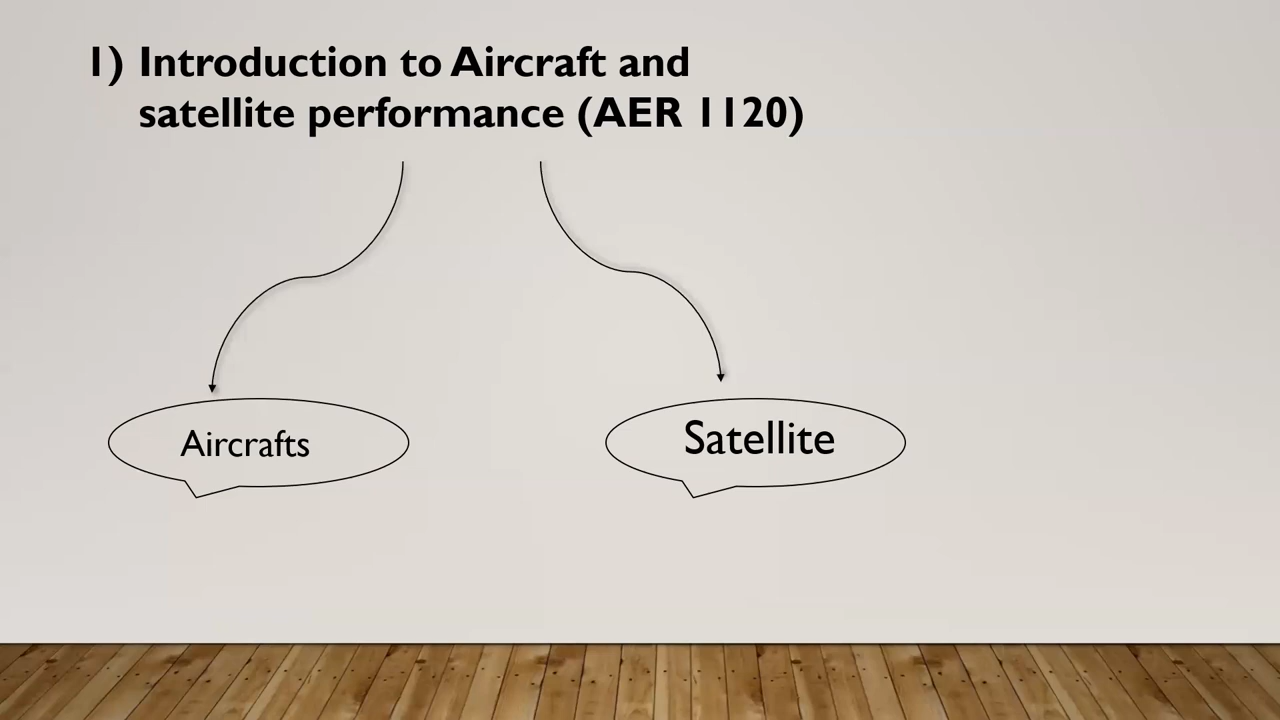 1) Introduction to Aircraft and
satellite performance (AER 1120)
Aircrafts
Satellite